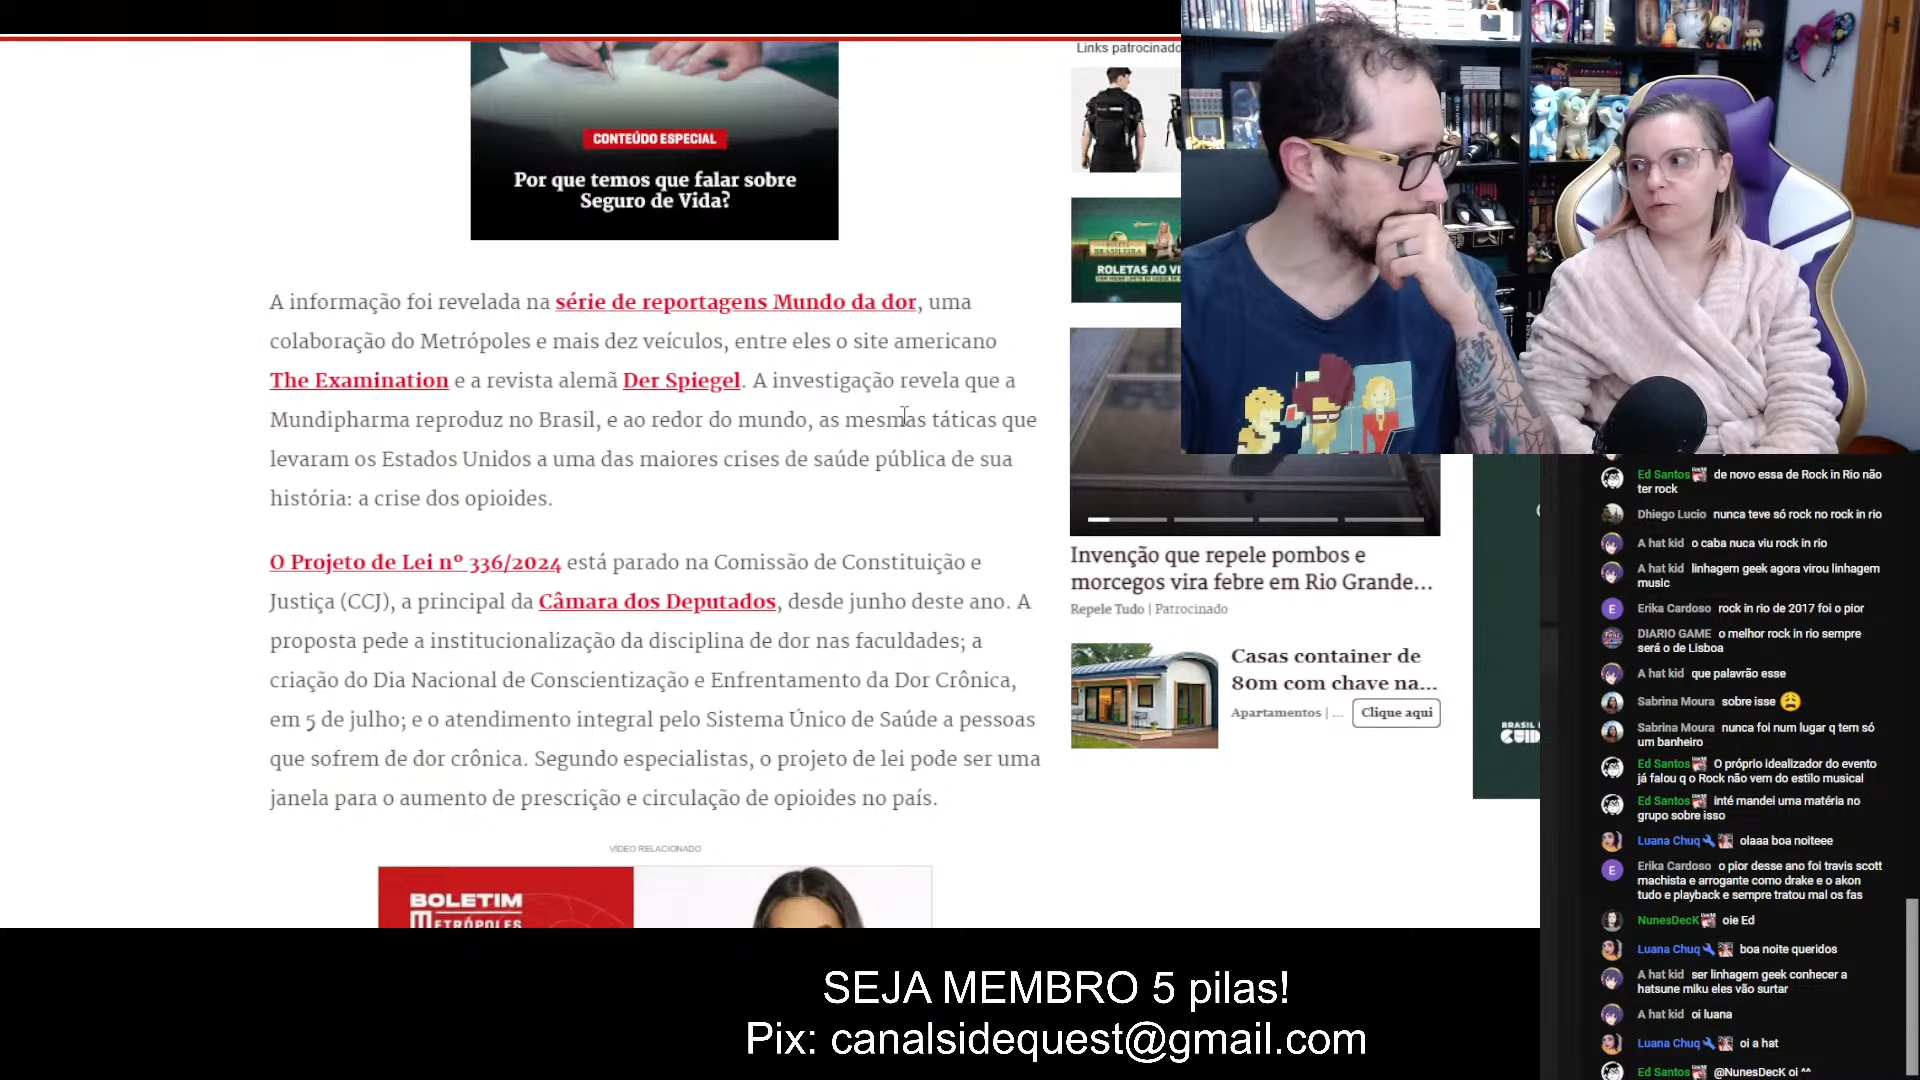 CONTEÚDO ESPECIAL
Por que temos que falar sobre
Seguro de Vida?
A informação foi revelada na série de reportagens Mundo da dor, uma
colaboração do Metrópoles e mais dez veículos, entre eles o site americano
The Examination e a revista alemã Der Spiegel. A investigação revela que a
Mundipharma reproduz no Brasil, e ao redor do mundo, as mesmas táticas que
levaram os Estados Unidos a uma das maiores crises de saúde pública de sua
história: a crise dos opioides.
O Projeto de Lei nº 336/2024 está parado na Comissão de Constituição e
Justiça (CCJ), a principal da Câmara dos Deputados, desde junho deste ano. A
proposta pede a institucionalização da disciplina de dor nas faculdades; a
criação do Dia Nacional de Conscientização e Enfrentamento da Dor Crônica,
em 5 de julho; e o atendimento integral pelo Sistema Único de Saúde a pessoas
que sofrem de dor crônica. Segundo especialistas, o projeto de lei pode ser uma
janela para o aumento de prescrição e circulação de opioides no país.
VÍDEO RELACIONADO
BOLETIM
METRÓPOLES
Links patrocinado
BRASILEIRA
ROLETAS AO VI
Invenção que repele pombos e
morcegos vira febre em Rio Grande...
Repele Tudo | Patrocinado
Casas container de
80m com chave na...
Apartamentos | ...
Clique aqui
BRASIL
CUID
Ed Santos de novo essa de Rock in Rio não
ter rock
Dhiego Lucio nunca teve só rock no rock in rio
A hat kid o caba nuca viu rock in rio
A hat kid linhagem geek agora virou linhagem
music
Erika Cardoso rock in rio de 2017 foi o pior
DIARIO GAME o melhor rock in rio sempre
será o de Lisboa
A hat kid que palavrão esse
Sabrina Moura sobre isse 😩
Sabrina Moura nunca foi num lugar q tem só
um banheiro
Ed Santos O próprio idealizador do evento
já falou q o Rock não vem do estilo musical
Ed Santos inté mandei uma matéria no
grupo sobre isso
Luana Chuq olaaa boa noiteee
Erika Cardoso o pior desse ano foi travis scott
machista e arrogante como drake e o akon
tudo e playback e sempre tratou mal os fas
NunesDecK oie Ed
Luana Chuq boa noite queridos
A hat kid ser linhagem geek conhecer a
hatsune miku eles vão surtar
A hat kid oi luana
Luana Chuq oi a hat
Ed Santos @NunesDecK oi ^^
SEJA MEMBRO 5 pilas!
Pix: canalsidequest@gmail.com